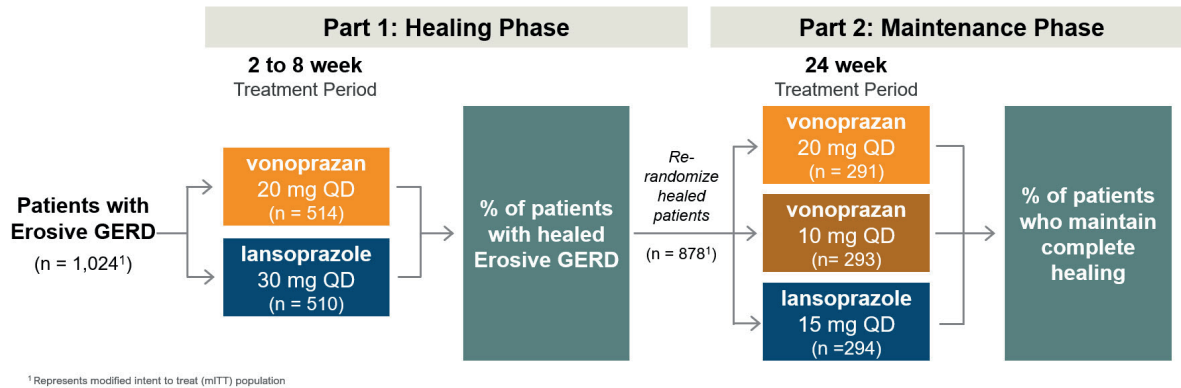 Part 1: Healing Phase
2 to 8 week
Treatment Period
Patients with
Erosive GERD
(n = 1,024¹)
vonoprazan
20 mg QD
(n = 514)
lansoprazole
30 mg QD
(n = 510)
% of patients
with healed
Erosive GERD
Re-
randomize
healed
patients
(n = 878¹)
Part 2: Maintenance Phase
24 week
Treatment Period
vonoprazan
20 mg QD
(n = 291)
vonoprazan
10 mg QD
(n= 293)
lansoprazole
15 mg QD
(n =294)
% of patients
who maintain
complete
healing
¹ Represents modified intent to treat (mITT) population